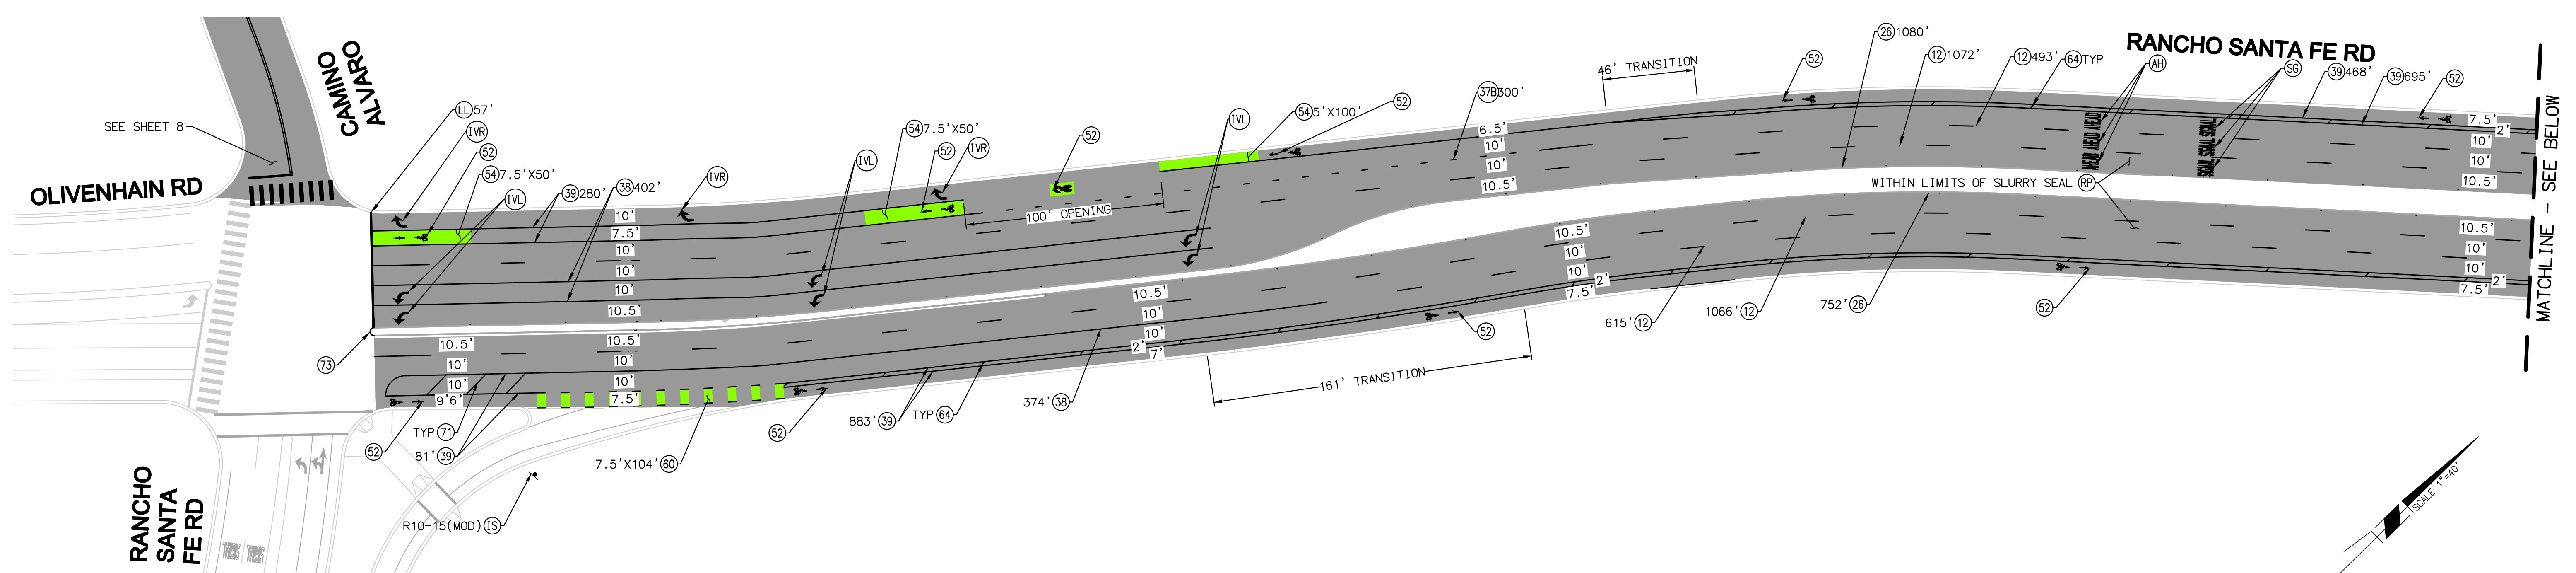 RANCHO SANTA FE RD
CAMINO
ALVARO
SEE SHEET 8
OLIVENHAIN RD
LL 57'
IVR
52
54 7.5'X50'
IVL
39 280'
38 402'
IVR
IVL
54 7.5'X50'
52
IVR
52
100' OPENING
IVL
54 5'X100'
52
37B 300'
46' TRANSITION
52
26 1080'
12 1072'
12 493'
64 TYP
AH
SG
39 468'
39 695'
52
AHEAD AHEAD
SIGNAL SIGNAL
WITHIN LIMITS OF SLURRY SEAL RP
MATCHLINE - SEE BELOW
10'
7.5'
10'
10'
10'
10.5'
10.5'
10'
10'
7.5'
10.5'
10'
10'
9'6'
6.5'
10'
10'
10.5'
10.5'
10'
10'
2'
7'
10.5'
10'
10'
2'
7.5'
7.5'
2'
10'
10'
10.5'
10.5'
10'
10'
2'
7.5'
73
52
TYP 71
81' 39
7.5'X104' 60
52
883' 39
TYP 64
374' 38
161' TRANSITION
52
615' 12
1066' 12
752' 26
52
R10-15(MOD) IS
RANCHO
SANTA
FE RD
SCALE 1"=40'